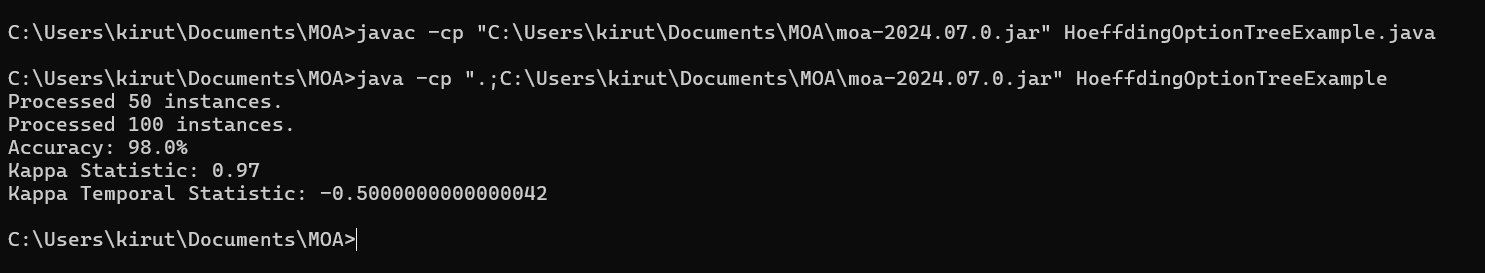 C:\Users\kirut\Documents\MOA>javac -cp "C:\Users\kirut\Documents\MOA\moa-2024.07.0.jar" HoeffdingOptionTreeExample.java
C:\Users\kirut\Documents\MOA>java -cp ".;C:\Users\kirut\Documents\MOA\moa-2024.07.0.jar" HoeffdingOptionTreeExample
Processed 50 instances.
Processed 100 instances.
Accuracy: 98.0%
Kappa Statistic: 0.97
Kappa Temporal Statistic: -0.5000000000000042
C:\Users\kirut\Documents\MOA>